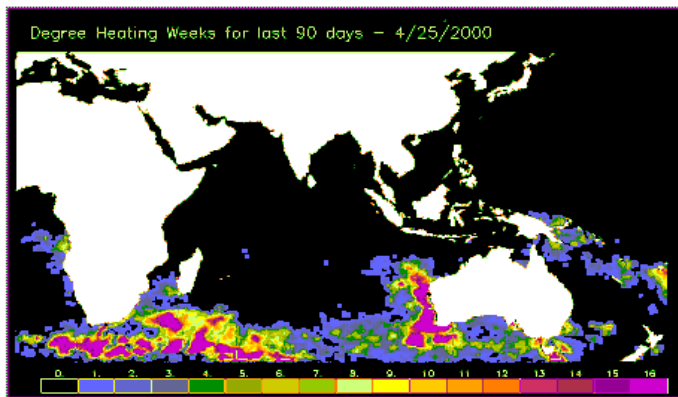 Degree Heating Weeks for last 90 days - 4/25/2000
0. 1. 2. 3. 4. 5. 6. 7. 8. 9. 10. 11. 12. 13. 14. 15. 16.